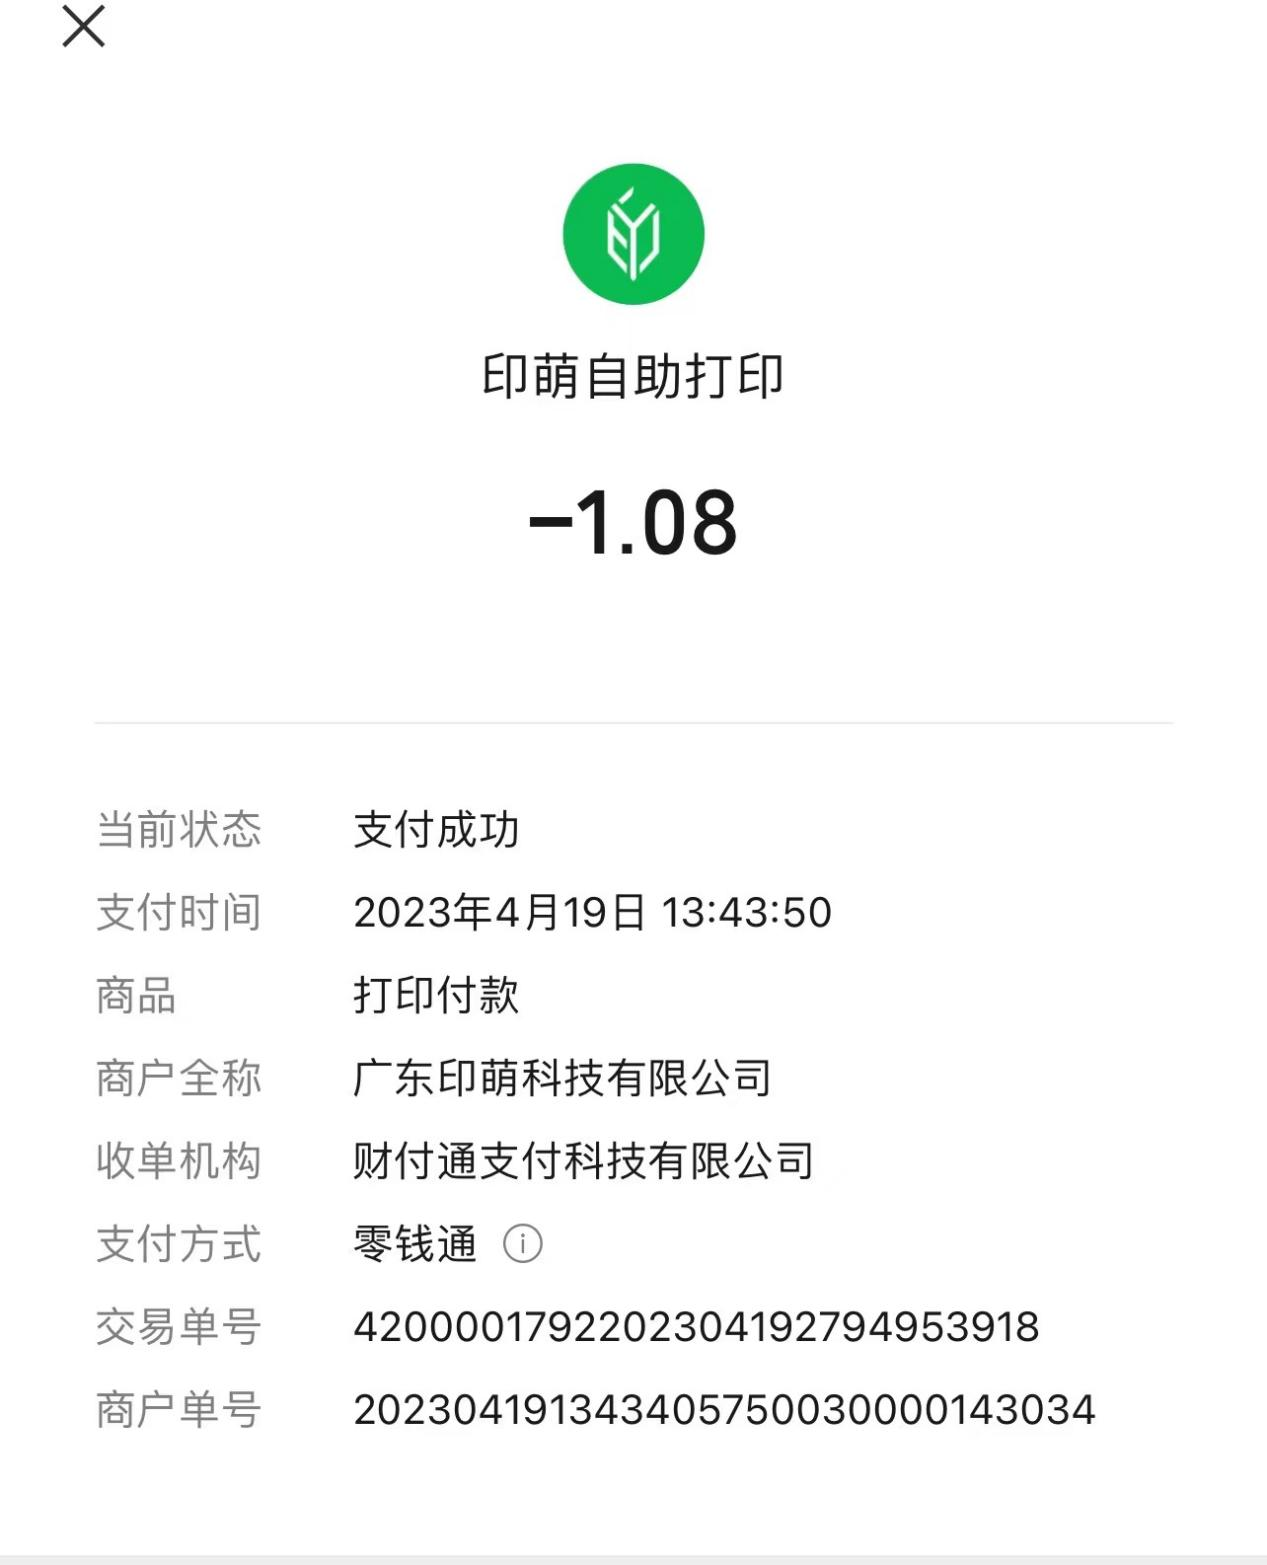 印萌自助打印
-1.08
当前状态 支付成功
支付时间 2023年4月19日 13:43:50
商品 打印付款
商户全称 广东印萌科技有限公司
收单机构 财付通支付科技有限公司
支付方式 零钱通
交易单号 4200001792202304192794953918
商户单号 2023041913434057500300001​43034